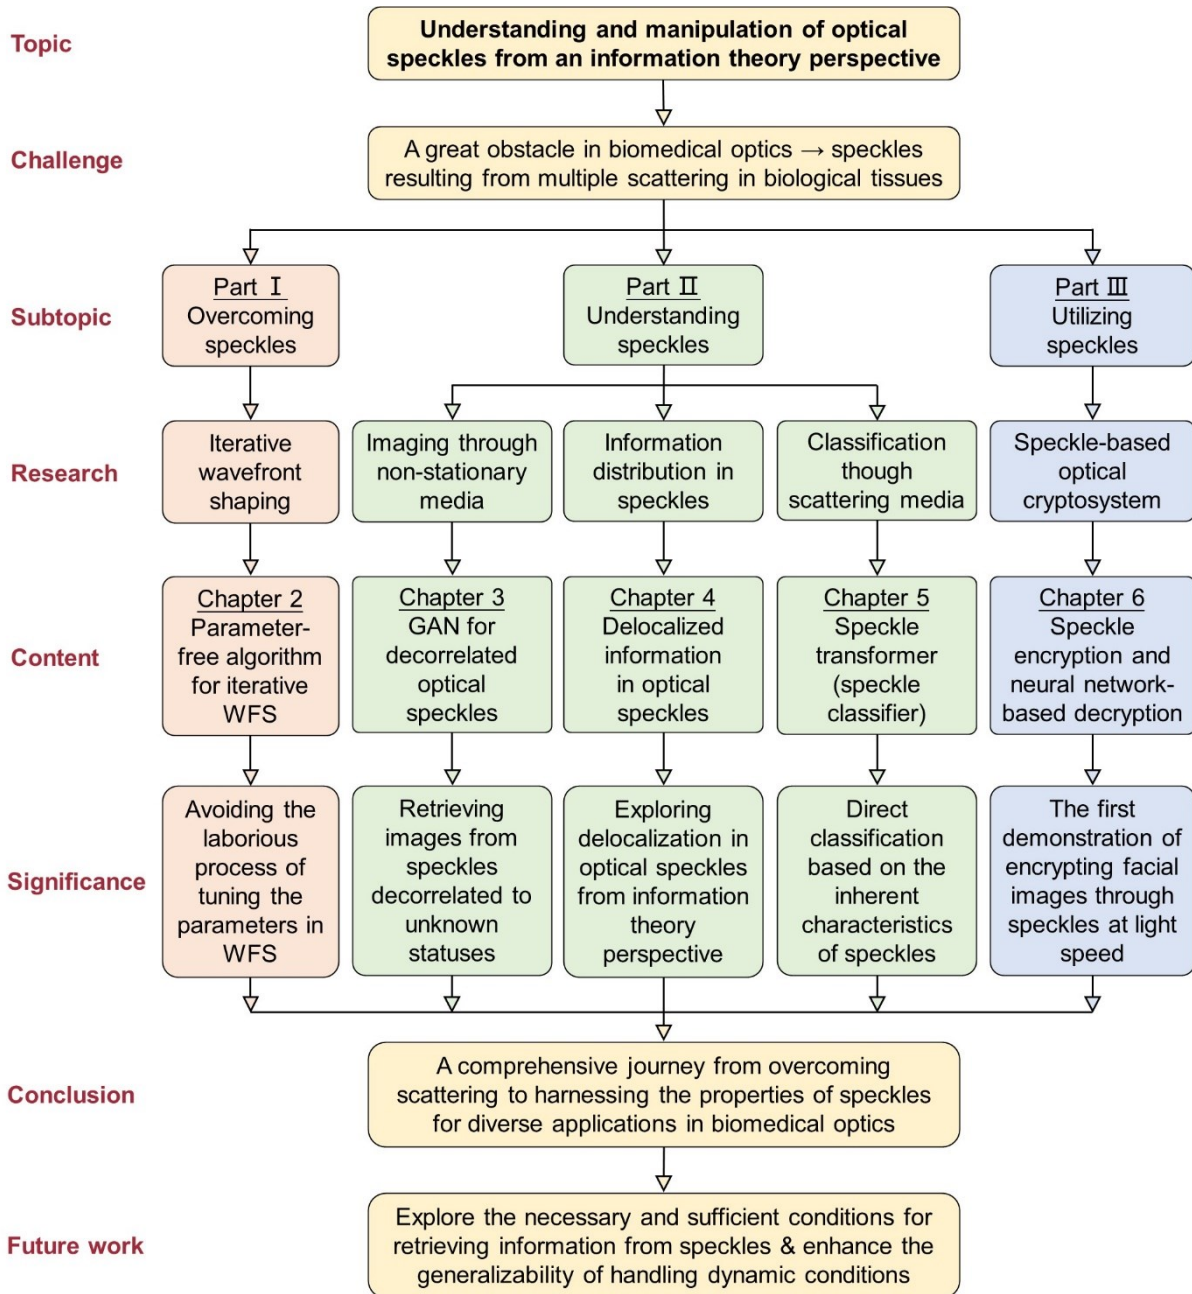 Topic
Understanding and manipulation of optical
speckles from an information theory perspective
Challenge
A great obstacle in biomedical optics → speckles
resulting from multiple scattering in biological tissues
Subtopic
Part Ⅰ
Overcoming
speckles
Part Ⅱ
Understanding
speckles
Part Ⅲ
Utilizing
speckles
Research
Iterative
wavefront
shaping
Imaging through
non-stationary
media
Information
distribution in
speckles
Classification
though
scattering media
Speckle-based
optical
cryptosystem
Content
Chapter 2
Parameter-
free algorithm
for iterative
WFS
Chapter 3
GAN for
decorrelated
optical
speckles
Chapter 4
Delocalized
information
in optical
speckles
Chapter 5
Speckle
transformer
(speckle
classifier)
Chapter 6
Speckle
encryption and
neural network-
based decryption
Significance
Avoiding the
laborious
process of
tuning the
parameters in
WFS
Retrieving
images from
speckles
decorrelated to
unknown
statuses
Exploring
delocalization in
optical speckles
from information
theory
perspective
Direct
classification
based on the
inherent
characteristics
of speckles
The first
demonstration of
encrypting facial
images through
speckles at light
speed
Conclusion
A comprehensive journey from overcoming
scattering to harnessing the properties of speckles
for diverse applications in biomedical optics
Future work
Explore the necessary and sufficient conditions for
retrieving information from speckles & enhance the
generalizability of handling dynamic conditions